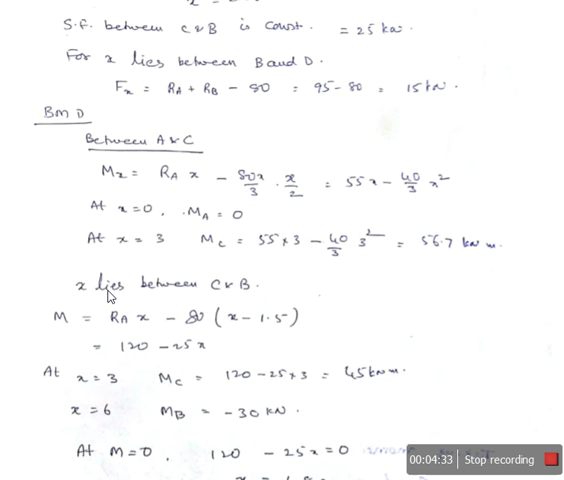 S.F. between C & B is Const. = 25 kN.
For x lies between B and D.
Fx = RA + RB - 80 = 95 - 80 = 15 kN.
BMD
Between A & C
Mx = RA x - 80x/3 . x/2 = 55x - 40/3 x²
At x = 0, MA = 0
At x = 3 Mc = 55 x 3 - 40/3 3² = 56.7 kN m.
x lies between C & B.
M = RA x - 80 (x - 1.5)
= 120 - 25x
At x = 3 Mc = 120 - 25 x 3 = 45 kN m.
x = 6 MB = - 30 KN.
At M = 0, 120 - 25x = 0
00:04:33 Stop recording